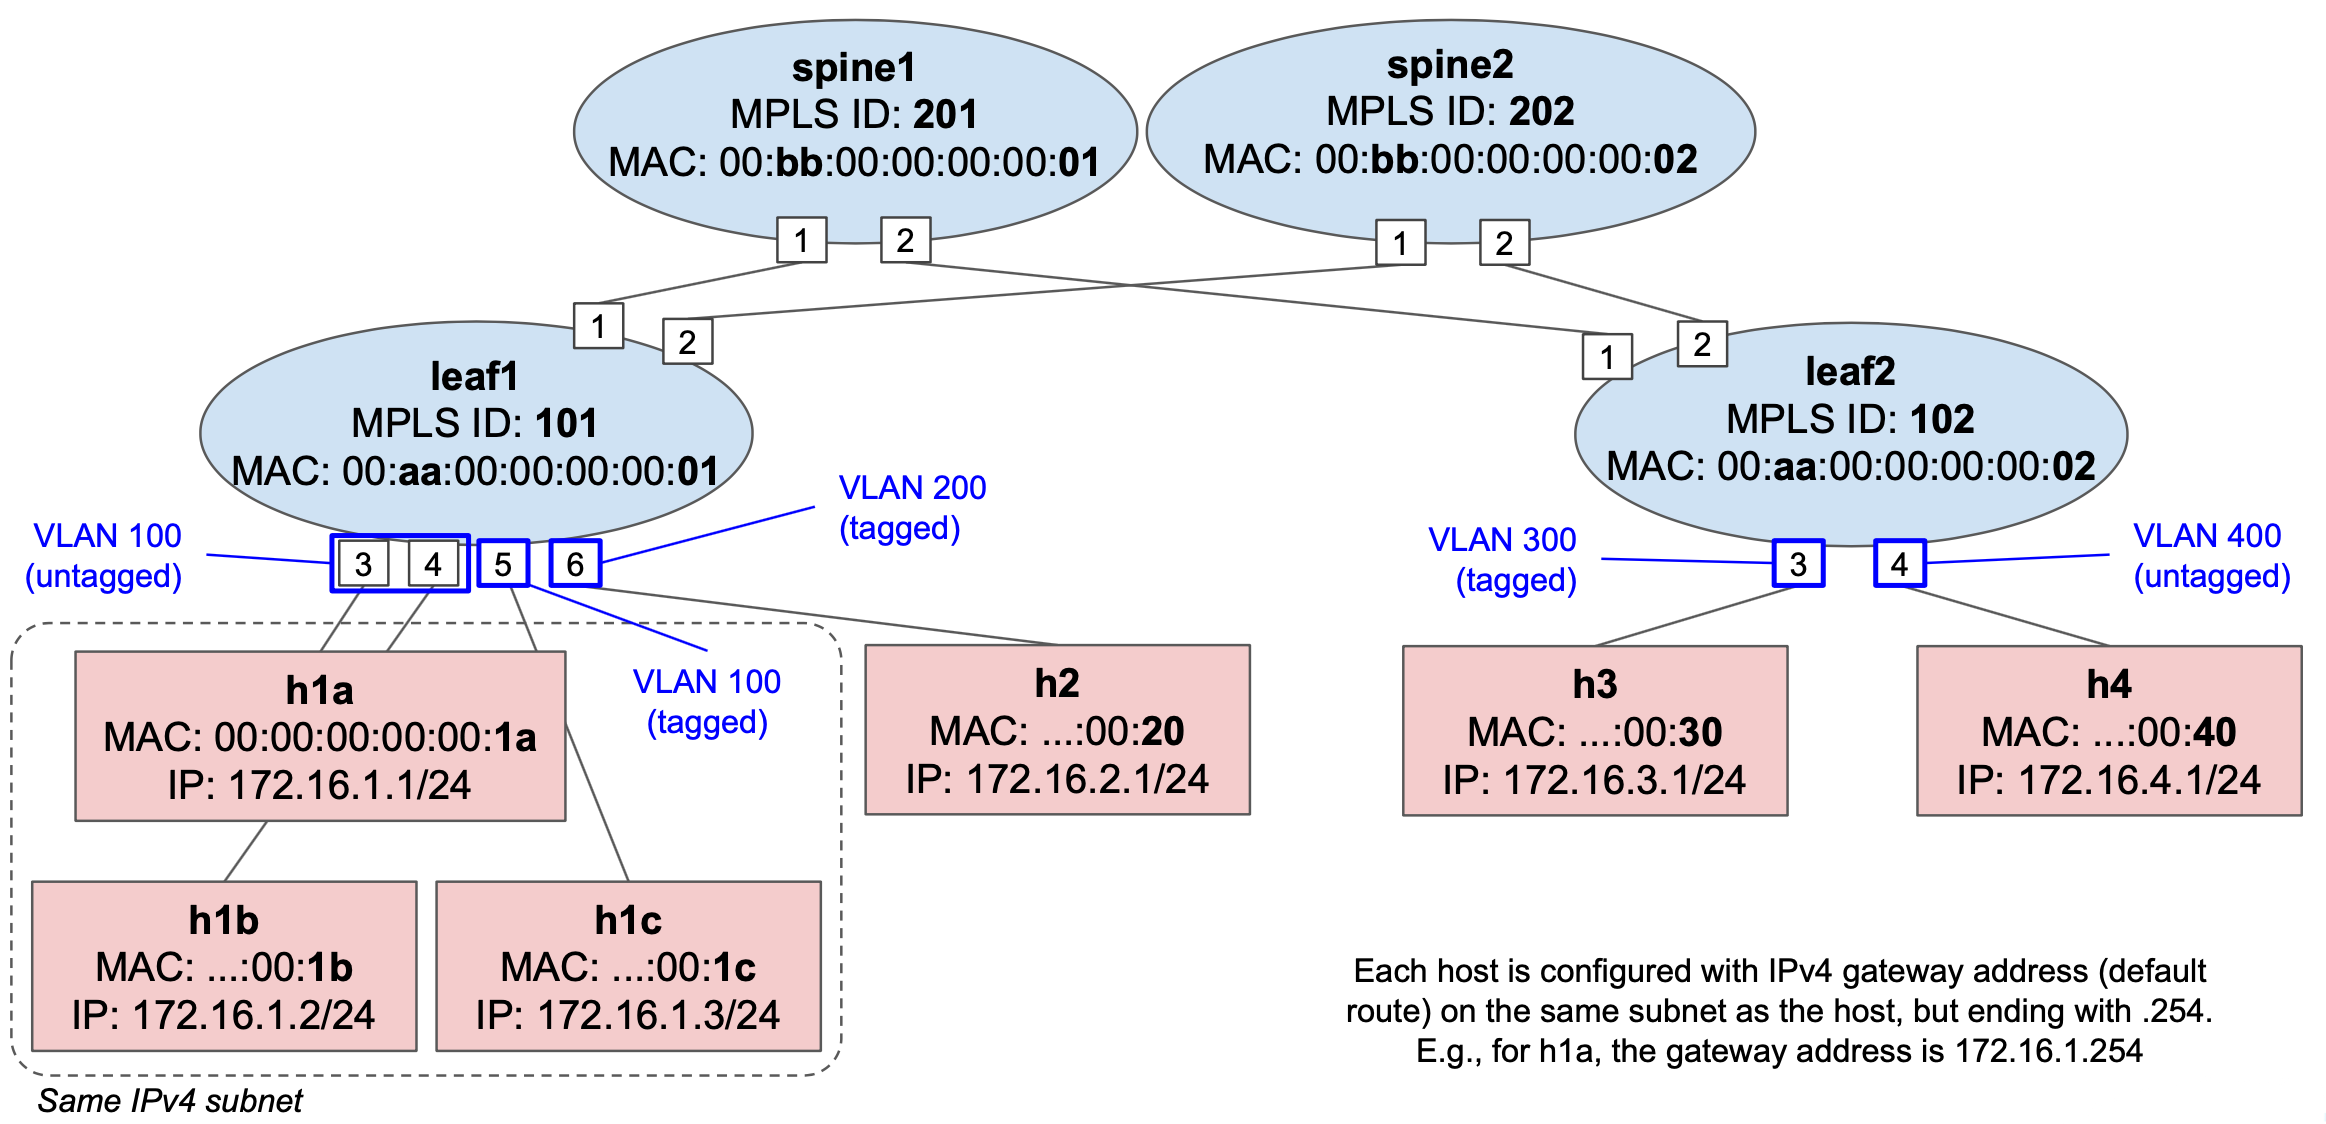 spine1
MPLS ID: 201
MAC: 00:bb:00:00:00:00:01
spine2
MPLS ID: 202
MAC: 00:bb:00:00:00:00:02
1
2
1
2
1
2
1
2
leaf1
MPLS ID: 101
MAC: 00:aa:00:00:00:00:01
leaf2
MPLS ID: 102
MAC: 00:aa:00:00:00:00:02
VLAN 100
(untagged)
3
4
5
6
VLAN 200
(tagged)
VLAN 300
(tagged)
3
4
VLAN 400
(untagged)
h1a
MAC: 00:00:00:00:00:1a
IP: 172.16.1.1/24
VLAN 100
(tagged)
h2
MAC: ...:00:20
IP: 172.16.2.1/24
h3
MAC: ...:00:30
IP: 172.16.3.1/24
h4
MAC: ...:00:40
IP: 172.16.4.1/24
h1b
MAC: ...:00:1b
IP: 172.16.1.2/24
h1c
MAC: ...:00:1c
IP: 172.16.1.3/24
Same IPv4 subnet
Each host is configured with IPv4 gateway address (default
route) on the same subnet as the host, but ending with .254.
E.g., for h1a, the gateway address is 172.16.1.254